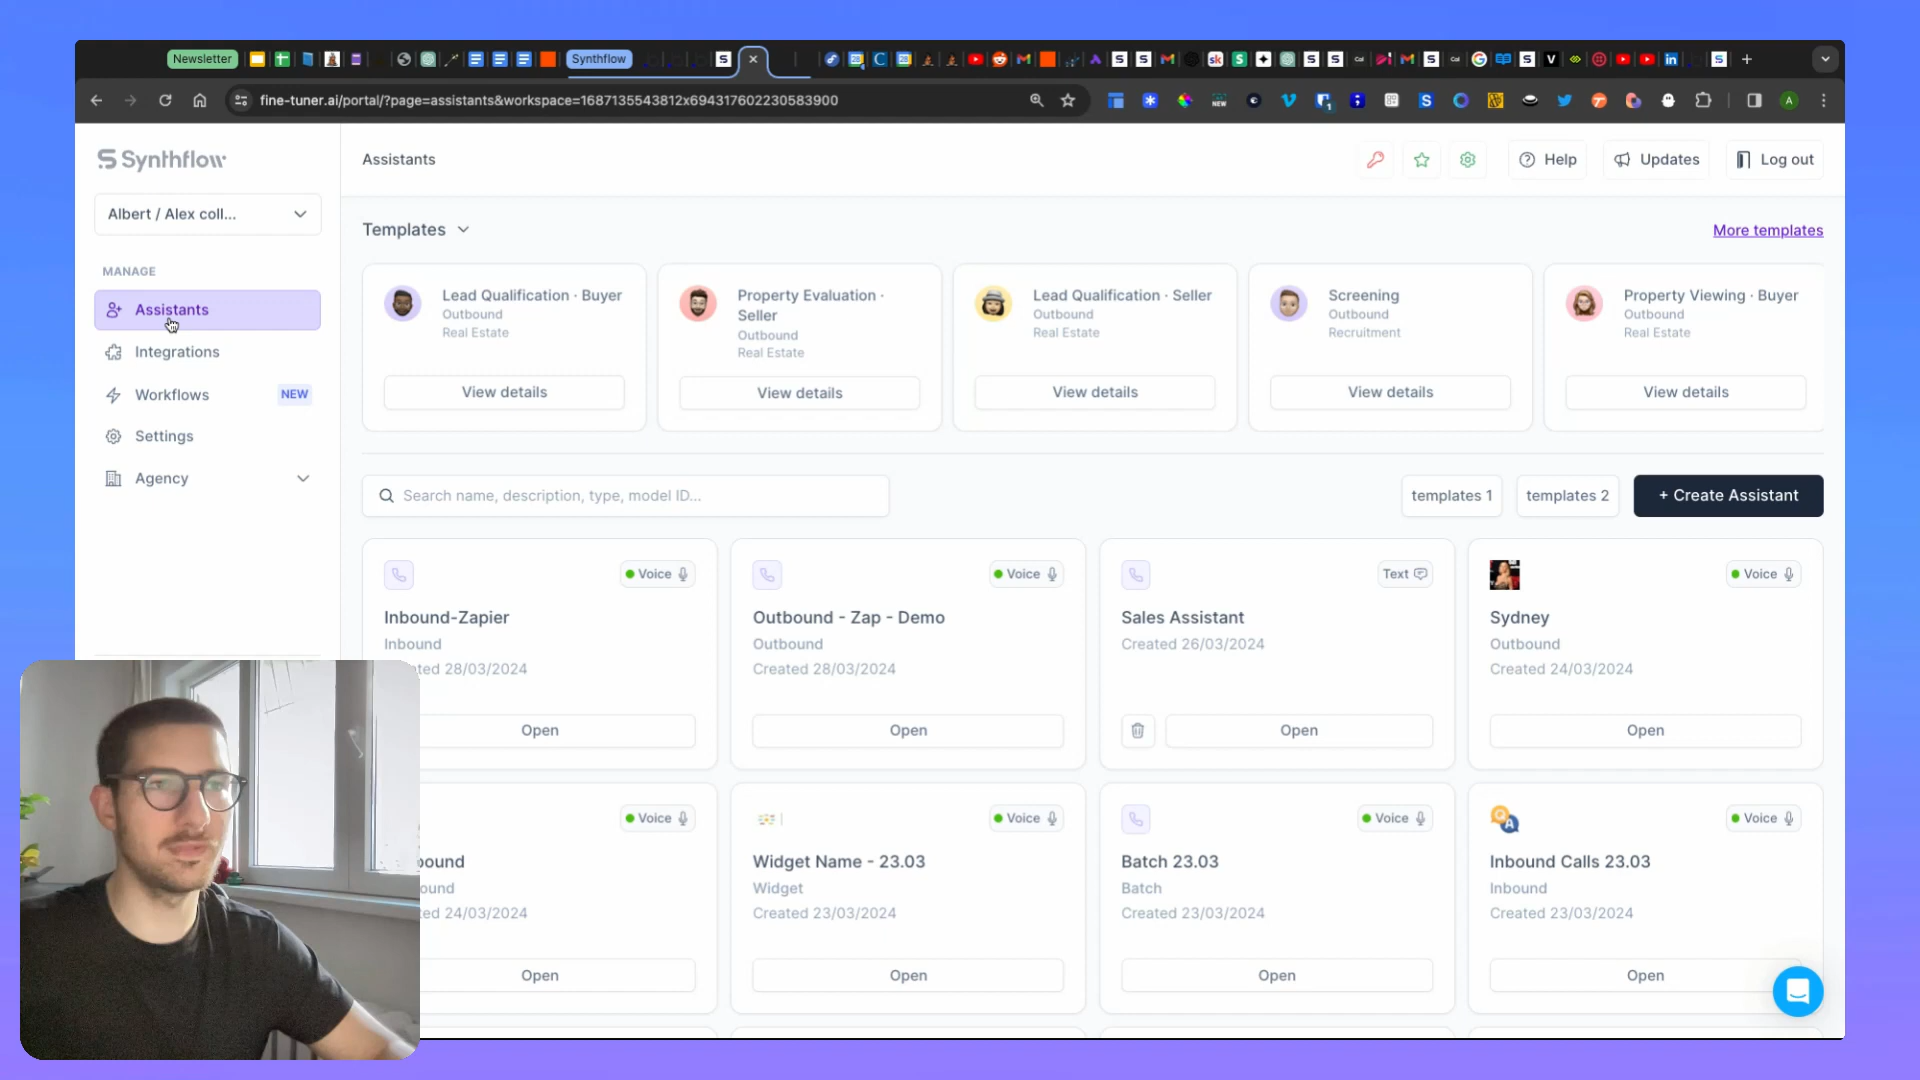 Newsletter
Synthflow
fine-tuner.ai/portal/?page=assistants&workspace=1687135543812x694317602230583900
Synthflow
Assistants
Help
Updates
Log out
Albert / Alex coll...
Templates
More templates
MANAGE
Assistants
Integrations
Workflows
NEW
Settings
Agency
Lead Qualification · Buyer
Outbound
Real Estate
View details
Property Evaluation ·
Seller
Outbound
Real Estate
View details
Lead Qualification · Seller
Outbound
Real Estate
View details
Screening
Outbound
Recruitment
View details
Property Viewing · Buyer
Outbound
Real Estate
View details
Search name, description, type, model ID...
templates 1
templates 2
+ Create Assistant
Voice
Inbound-Zapier
Inbound
28/03/2024
Open
Voice
Outbound - Zap - Demo
Outbound
Created 28/03/2024
Open
Text
Sales Assistant
Created 26/03/2024
Open
Voice
Sydney
Outbound
Created 24/03/2024
Open
Voice
24/03/2024
Open
Voice
Widget Name - 23.03
Widget
Created 23/03/2024
Open
Voice
Batch 23.03
Batch
Created 23/03/2024
Open
Voice
Inbound Calls 23.03
Inbound
Created 23/03/2024
Open